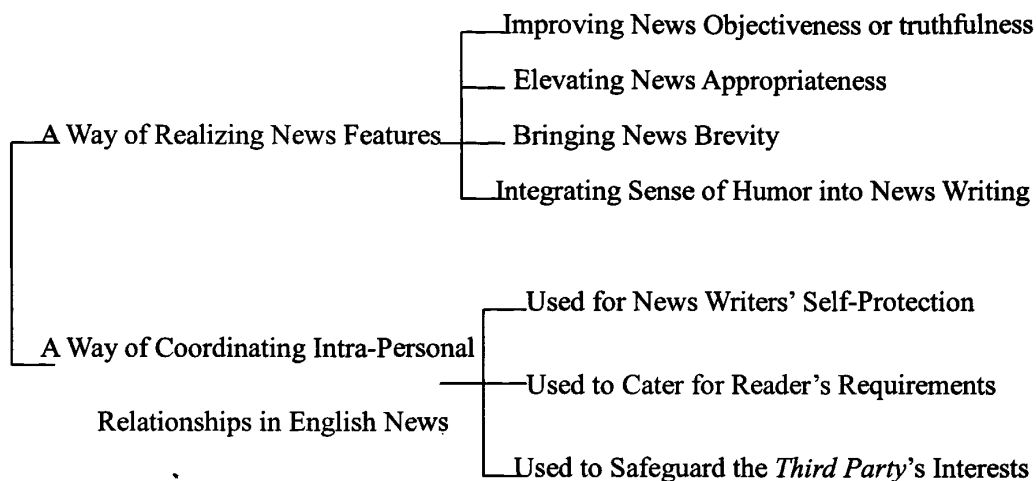 Improving News Objectiveness or truthfulness
Elevating News Appropriateness
A Way of Realizing News Features
Bringing News Brevity
Integrating Sense of Humor into News Writing
Used for News Writers' Self-Protection
A Way of Coordinating Intra-Personal
Used to Cater for Reader's Requirements
Relationships in English News
Used to Safeguard the Third Party's Interests